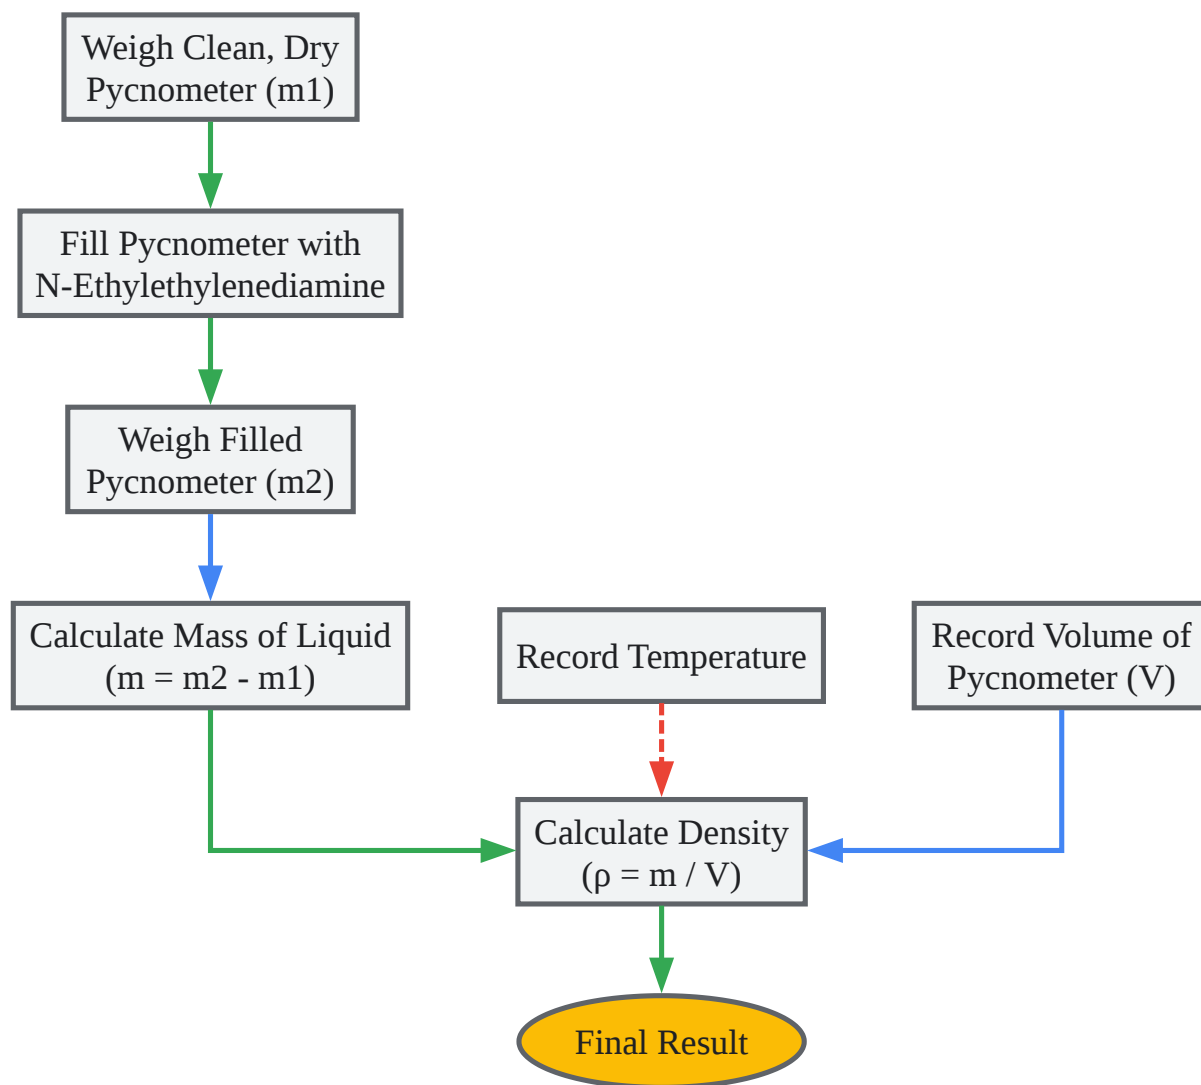 Weigh Clean, Dry
Pycnometer (m1)
Fill Pycnometer with
N-Ethylethylenediamine
Weigh Filled
Pycnometer (m2)
Calculate Mass of Liquid
(m = m2 - m1)
Record Temperature
Record Volume of
Pycnometer (V)
Calculate Density
(ρ = m / V)
Final Result